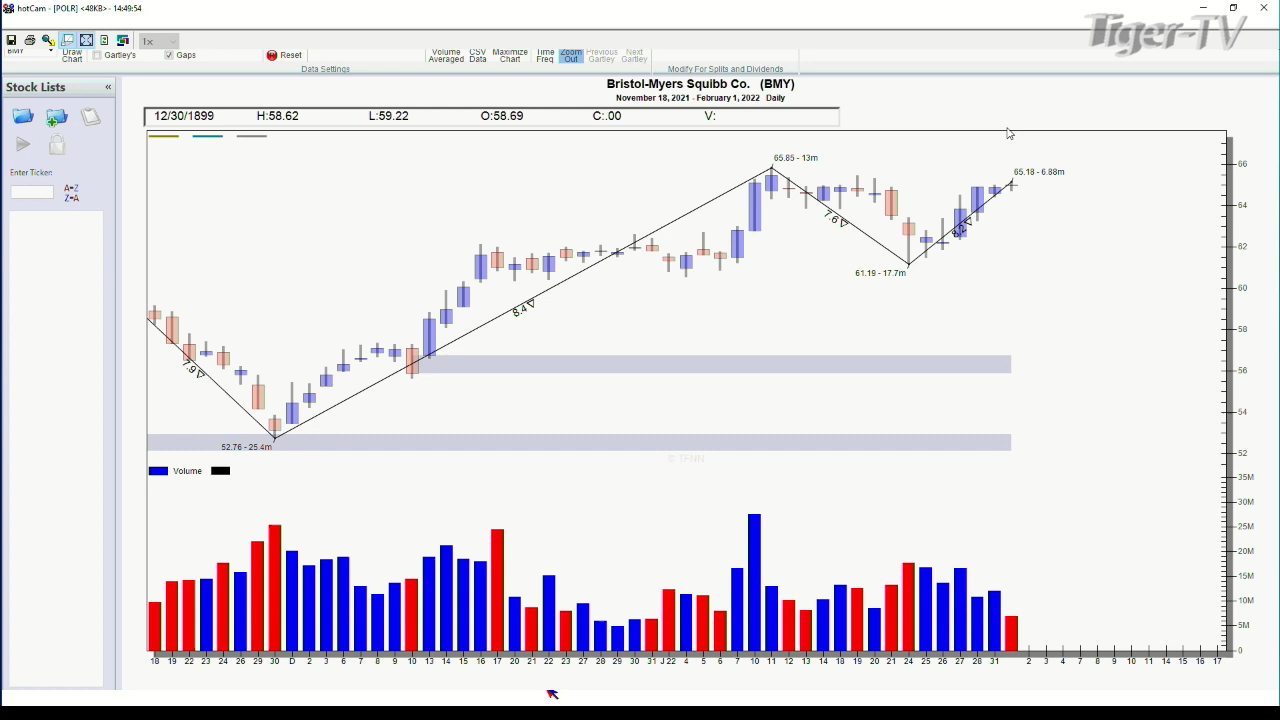 hotCam - [POLR] <48KB> - 14:49:54
Tiger-TV
1x
BMY
Draw Chart
Gartley's
Gaps
Reset
Volume Averaged
CSV Data
Maximize Chart
Time Freq
Zoom Out
Previous Gartley
Next Gartley
Data Settings
Modify For Splits and Dividends
Stock Lists «
Enter Ticker:
A=Z
Z=A
Bristol-Myers Squibb Co. (BMY)
November 18, 2021 - February 1, 2022 Daily
12/30/1899 H:58.62 L:59.22 O:58.69 C:.00 V:
65.85 - 13m
65.18 - 6.88m
7.6
8.2
61.19 - 17.7m
8.4
7.9
52.76 - 25.4m
© TFNN
66
64
62
60
58
56
54
52
Volume
35M
30M
25M
20M
15M
10M
5M
0
18 19 22 23 24 26 29 30 D 2 3 6 10 13 14 15 16 17 20 21 22 23 27 28 29 30 31 J 22 4 5 6 7 10 11 12 13 14 18 19 20 21 24 25 26 27 28 31 2 3 4 7 8 9 10 11 14 15 16 17